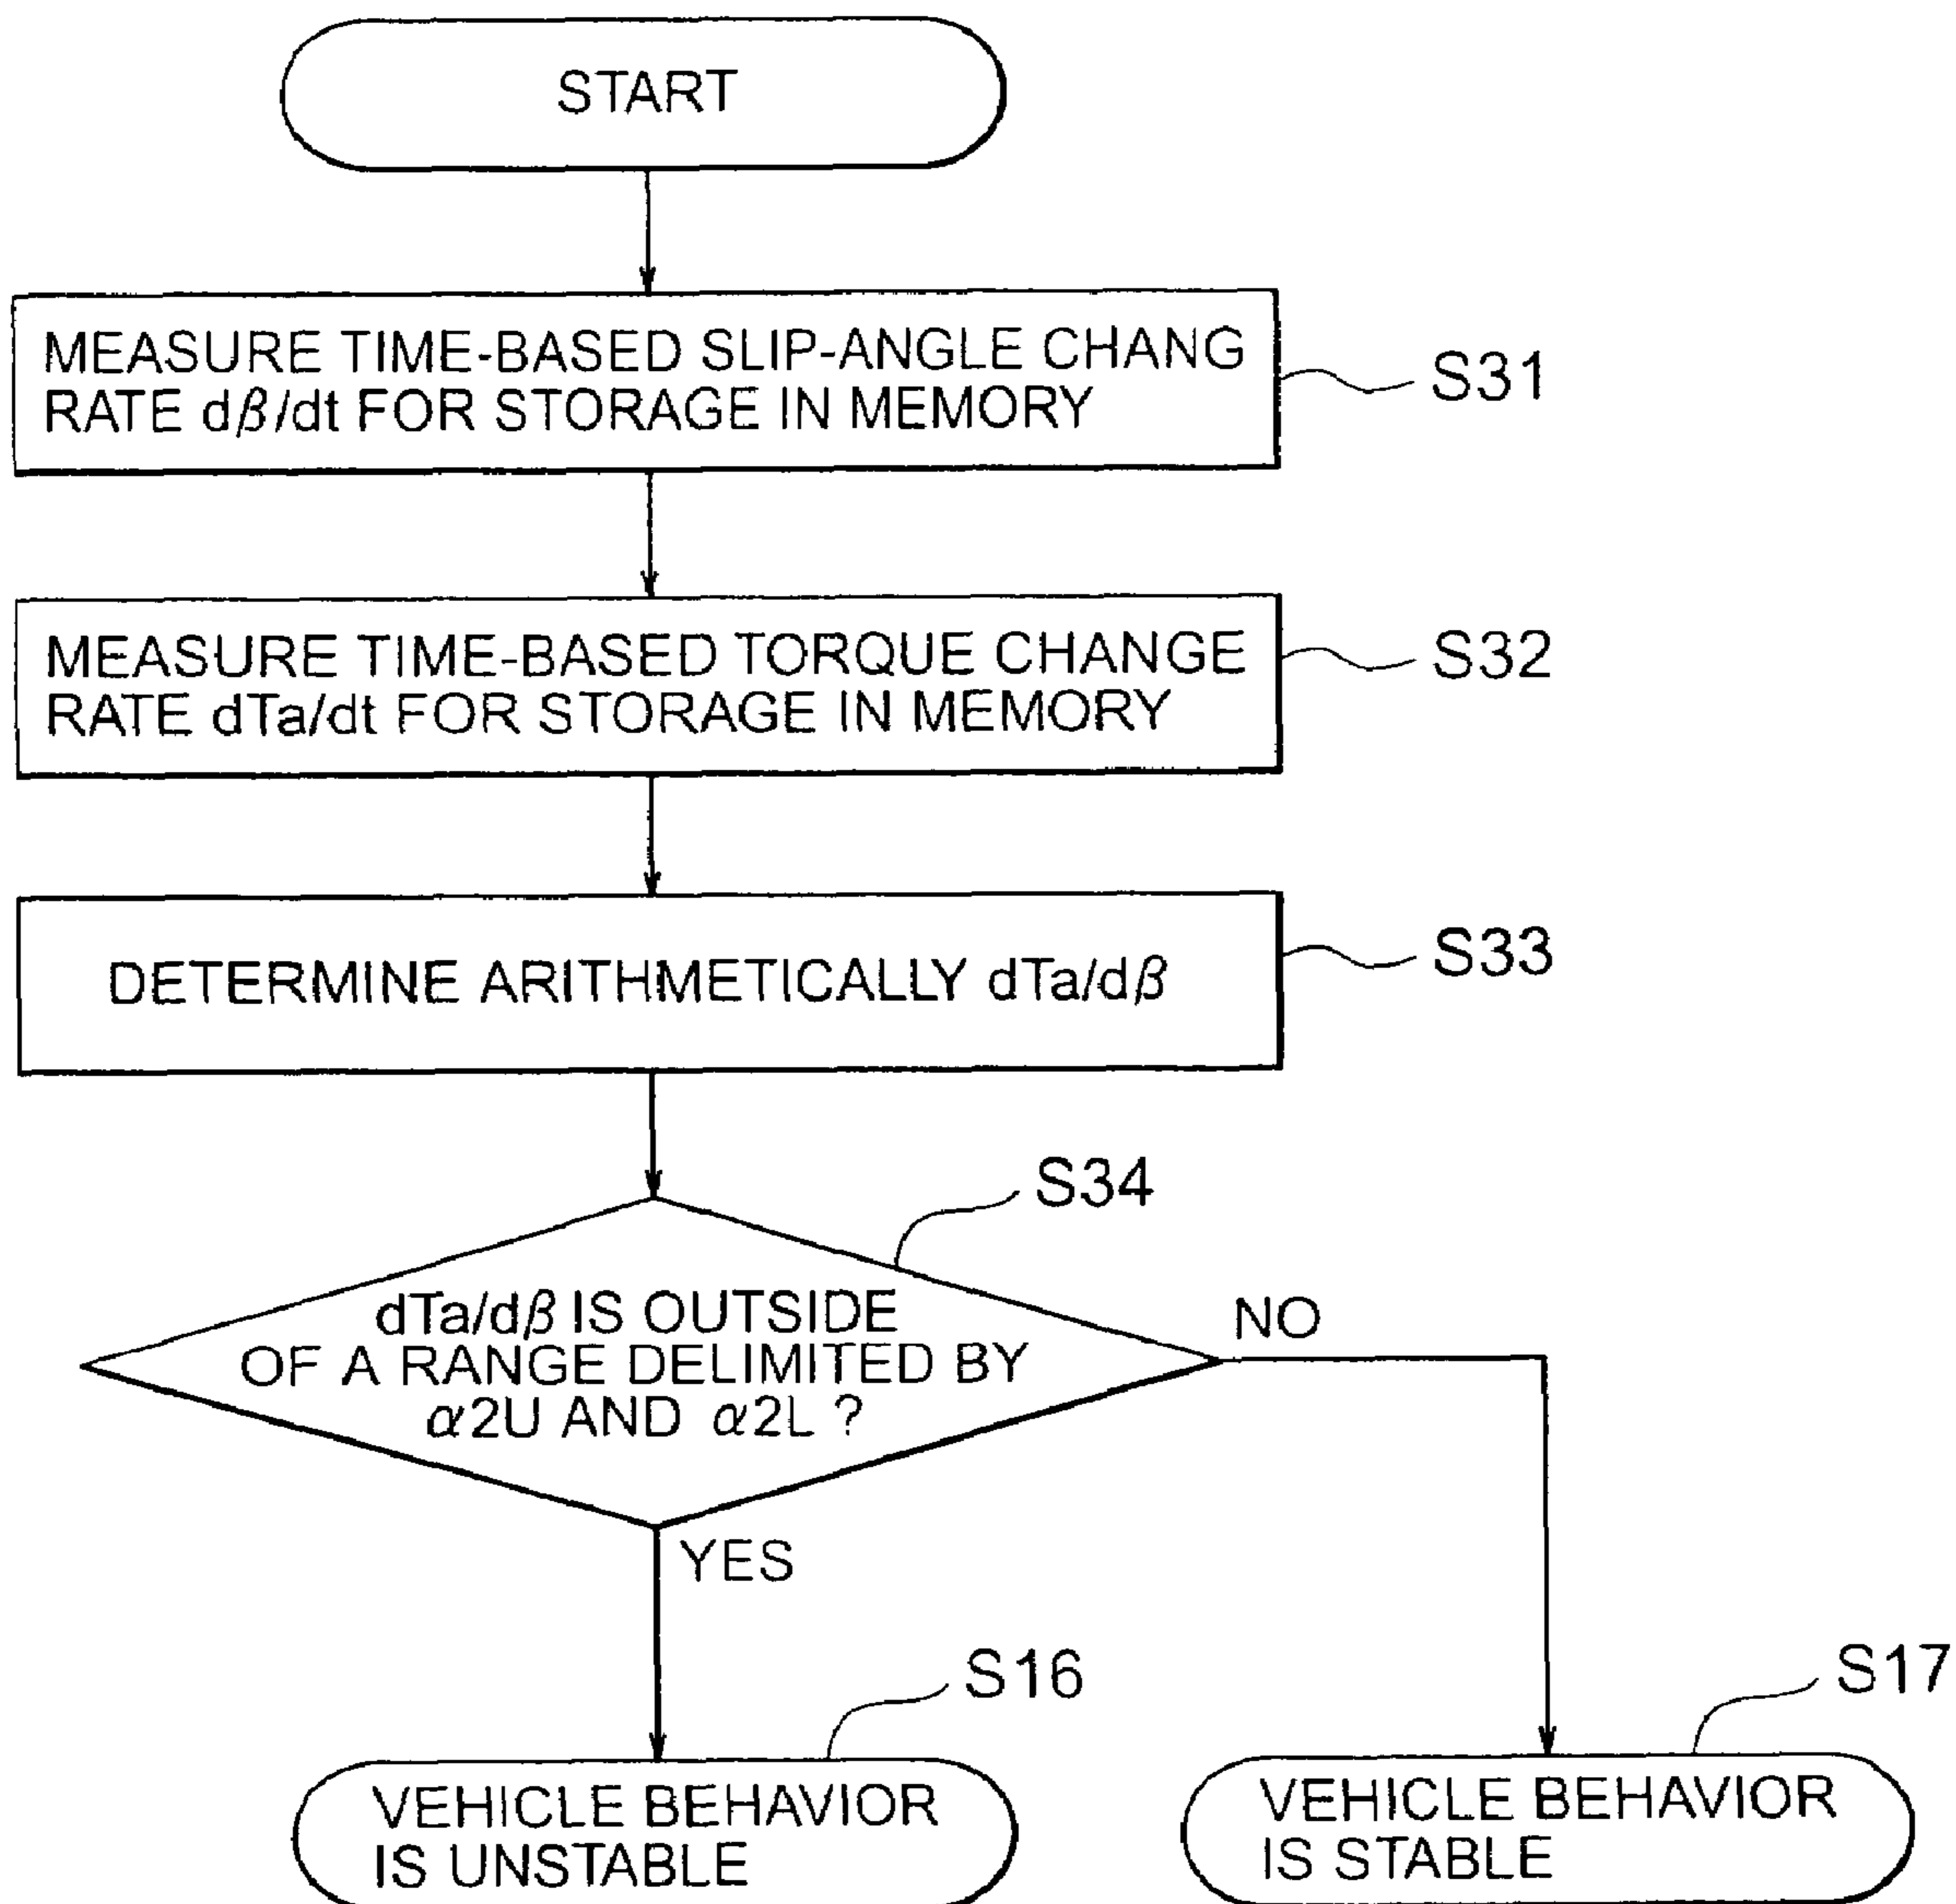 START
MEASURE TIME-BASED SLIP-ANGLE CHANG
RATE dβ/dt FOR STORAGE IN MEMORY
S31
MEASURE TIME-BASED TORQUE CHANGE
RATE dTa/dt FOR STORAGE IN MEMORY
S32
DETERMINE ARITHMETICALLY dTa/dβ
S33
S34
dTa/dβ IS OUTSIDE
OF A RANGE DELIMITED BY
α2U AND α2L ?
NO
YES
S16
VEHICLE BEHAVIOR
IS UNSTABLE
S17
VEHICLE BEHAVIOR
IS STABLE